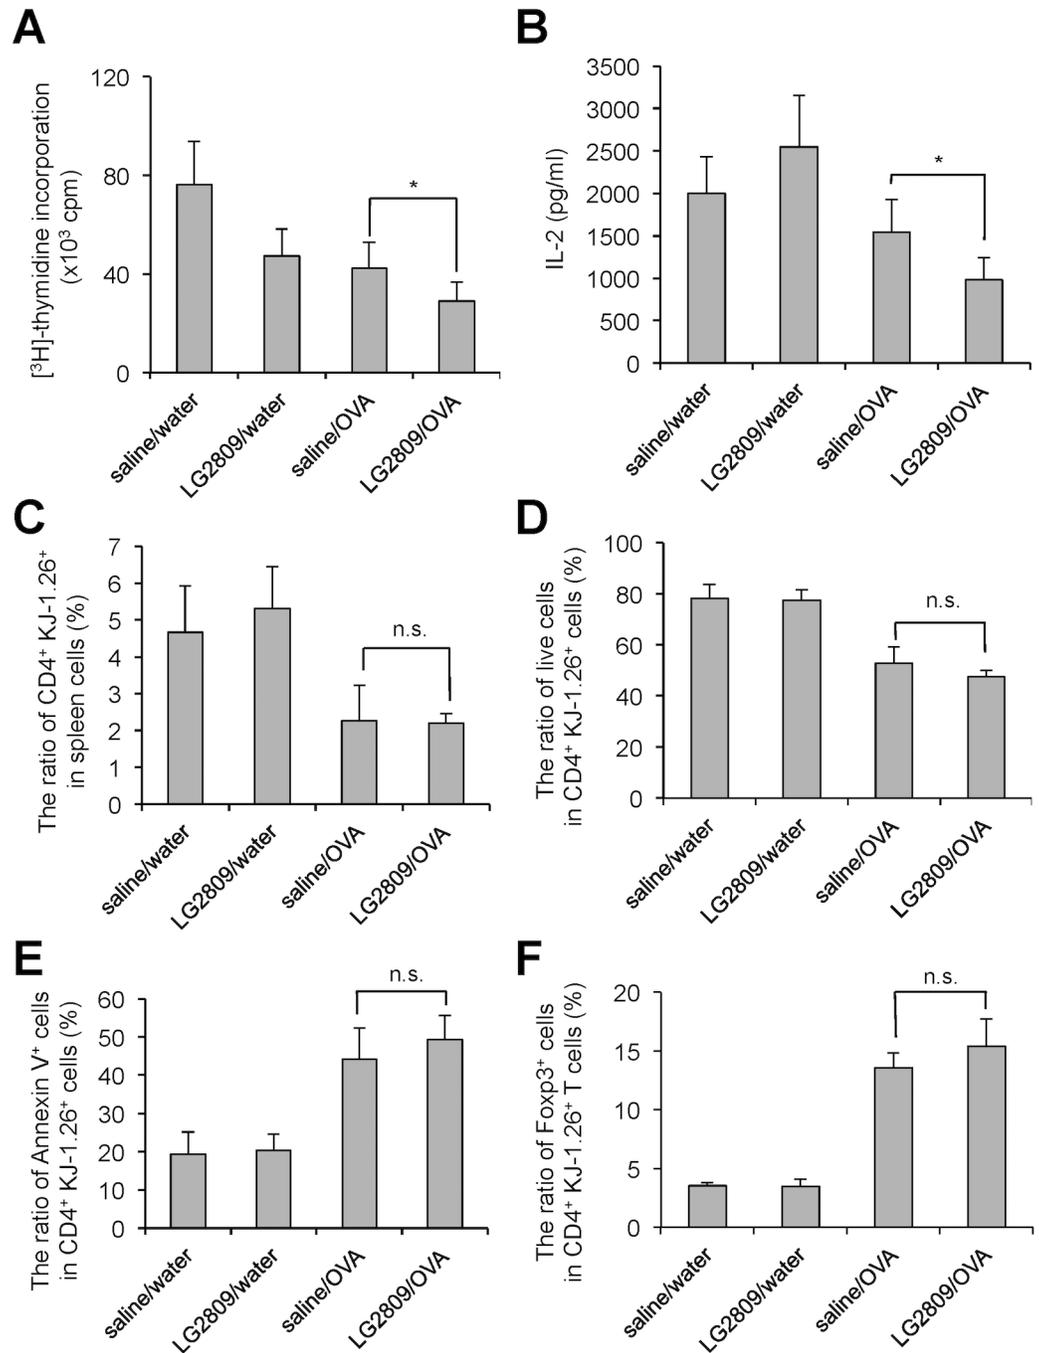 A
[³H]-thymidine incorporation
(x10³ cpm)
120
80
40
0
*
saline/water
LG2809/water
saline/OVA
LG2809/OVA
B
IL-2 (pg/ml)
3500
3000
2500
2000
1500
1000
500
0
*
saline/water
LG2809/water
saline/OVA
LG2809/OVA
C
The ratio of CD4⁺ KJ-1.26⁺
in spleen cells (%)
7
6
5
4
3
2
1
0
n.s.
saline/water
LG2809/water
saline/OVA
LG2809/OVA
D
The ratio of live cells
in CD4⁺ KJ-1.26⁺ cells (%)
100
80
60
40
20
0
n.s.
saline/water
LG2809/water
saline/OVA
LG2809/OVA
E
The ratio of Annexin V⁺ cells
in CD4⁺ KJ-1.26⁺ cells (%)
60
50
40
30
20
10
0
n.s.
saline/water
LG2809/water
saline/OVA
LG2809/OVA
F
The ratio of Foxp3⁺ cells
in CD4⁺ KJ-1.26⁺ T cells (%)
20
15
10
5
0
n.s.
saline/water
LG2809/water
saline/OVA
LG2809/OVA